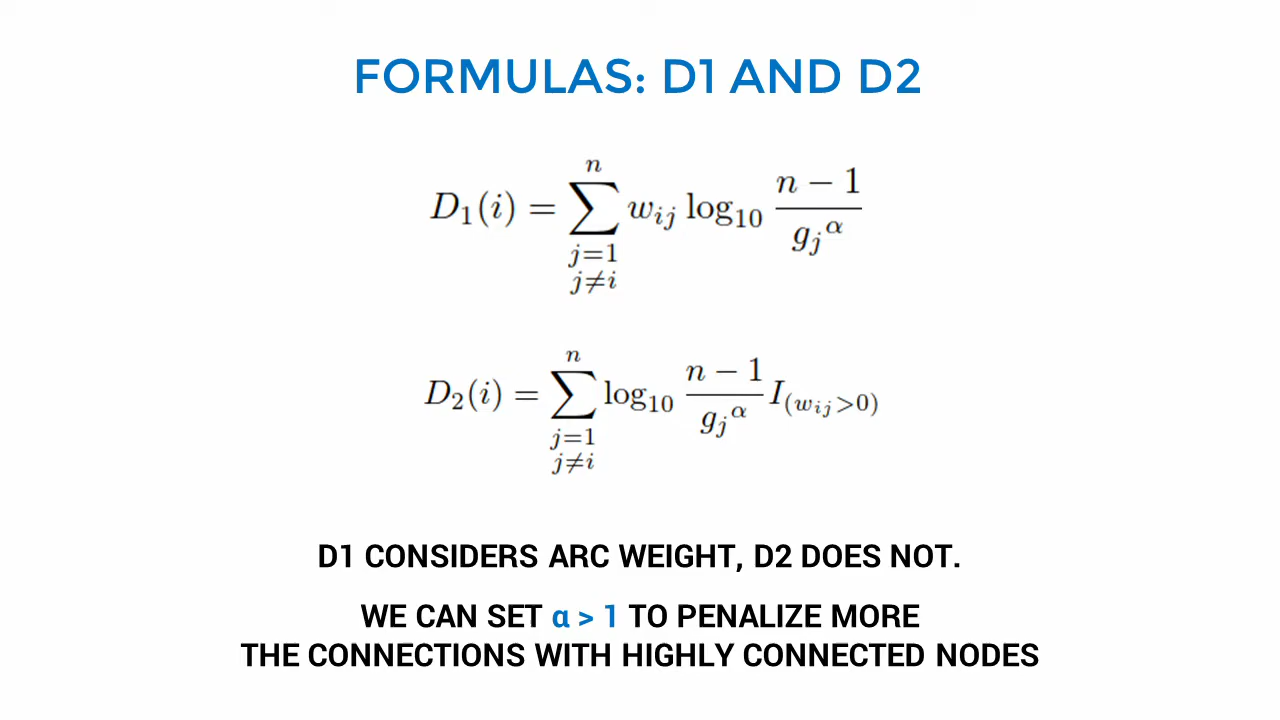 FORMULAS: D1 AND D2
$D_1(i) = \sum_{\substack{j=1 \\ j \neq i}}^{n} w_{ij} \log_{10} \frac{n-1}{g_j{}^{\alpha}}$
$D_2(i) = \sum_{\substack{j=1 \\ j \neq i}}^{n} \log_{10} \frac{n-1}{g_j{}^{\alpha}} I_{(w_{ij}>0)}$
D1 CONSIDERS ARC WEIGHT, D2 DOES NOT.
WE CAN SET α > 1 TO PENALIZE MORE
THE CONNECTIONS WITH HIGHLY CONNECTED NODES